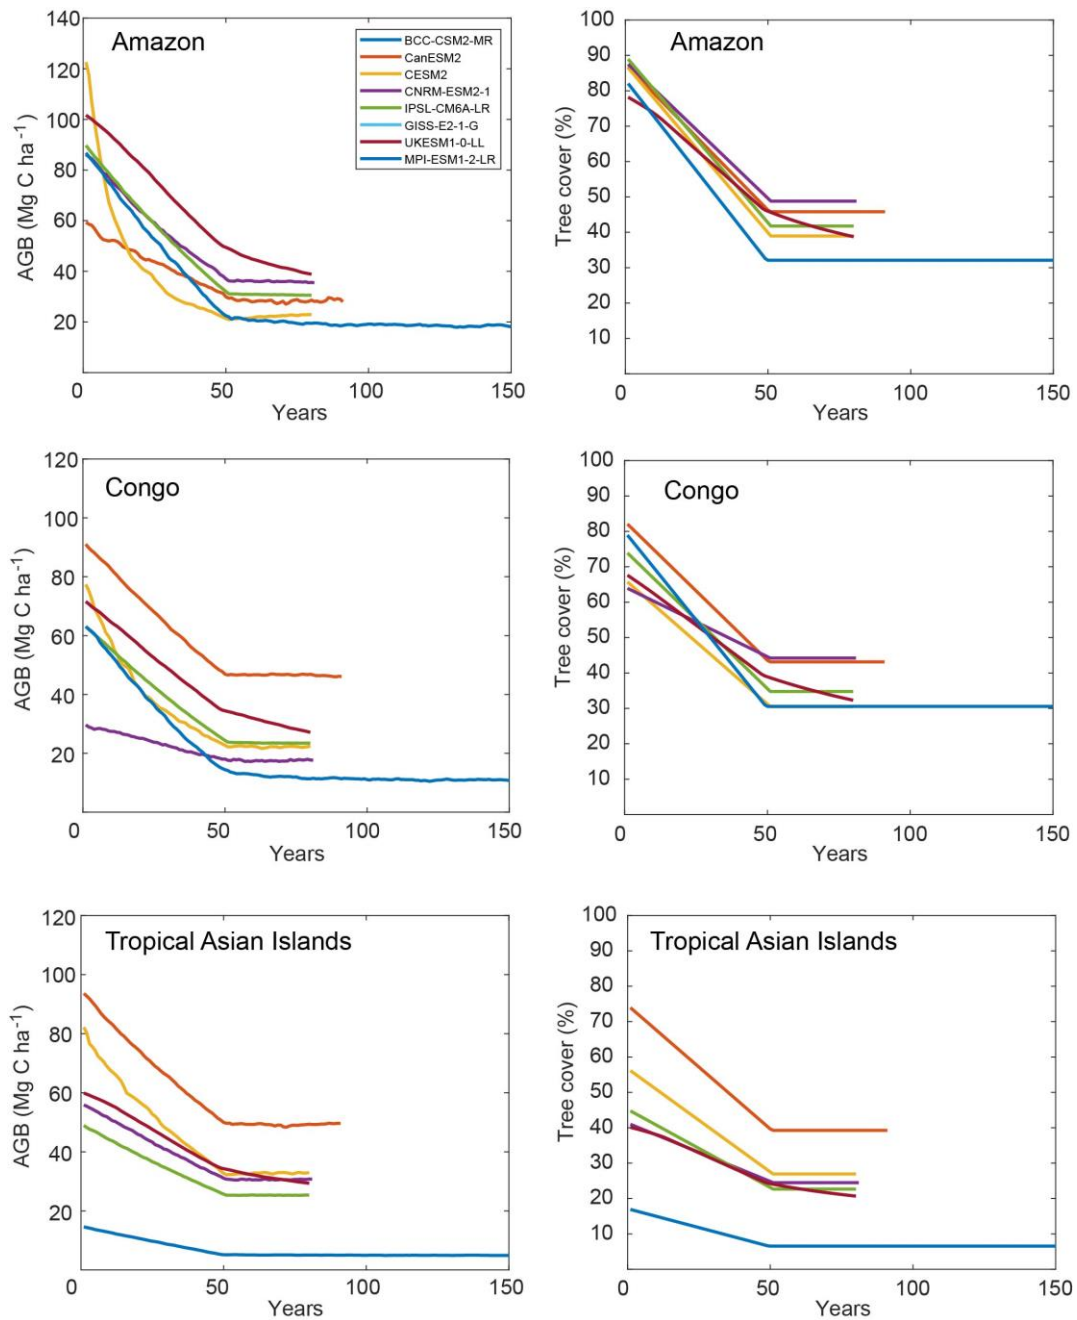 Amazon
140
120
100
80
60
40
20
0
50
100
150
AGB (Mg C ha⁻¹)
Years
BCC-CSM2-MR
CanESM2
CESM2
CNRM-ESM2-1
IPSL-CM6A-LR
GISS-E2-1-G
UKESM1-0-LL
MPI-ESM1-2-LR
Amazon
100
90
80
70
60
50
40
30
20
10
0
50
100
150
Tree cover (%)
Years
Congo
120
100
80
60
40
20
0
50
100
150
AGB (Mg C ha⁻¹)
Years
Congo
100
90
80
70
60
50
40
30
20
10
0
50
100
150
Tree cover (%)
Years
Tropical Asian Islands
120
100
80
60
40
20
0
50
100
150
AGB (Mg C ha⁻¹)
Years
Tropical Asian Islands
100
90
80
70
60
50
40
30
20
10
0
50
100
150
Tree cover (%)
Years